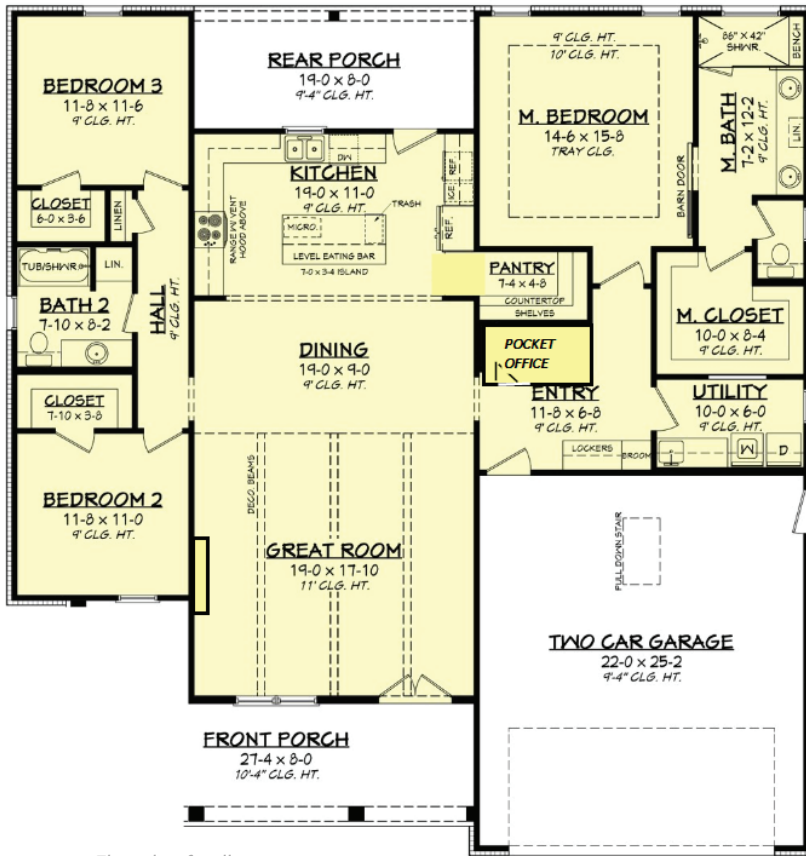 REAR PORCH
19-0 x 8-0
9'-4" CLG. HT.
BEDROOM 3
11-8 x 11-6
9' CLG. HT.
9' CLG. HT.
10' CLG. HT.
M. BEDROOM
14-6 x 15-8
TRAY CLG.
BARN DOOR
SHWR.
BENCH
M. BATH
7-2 x 12-2
9' CLG. HT.
LIN.
KITCHEN
19-0 x 11-0
9' CLG. HT.
DW
REF.
ICE
REF.
TRASH
MICRO.
RANGE W/ VENT
HOOD ABOVE
LEVEL EATING BAR
7-0 x 3-4 ISLAND
CLOSET
6-0 x 3-6
LINEN
TUB/SHWR.
LIN.
BATH 2
7-10 x 8-2
HALL
9' CLG. HT.
PANTRY
7-4 x 4-8
COUNTERTOP
SHELVES
M. CLOSET
10-0 x 8-4
9' CLG. HT.
POCKET
OFFICE
DINING
19-0 x 9-0
9' CLG. HT.
ENTRY
11-8 x 6-8
9' CLG. HT.
LOCKERS
BROOM
UTILITY
10-0 x 6-0
9' CLG. HT.
W
D
CLOSET
7-10 x 3-8
BEDROOM 2
11-8 x 11-0
9' CLG. HT.
DECO. BEAMS
GREAT ROOM
19-0 x 17-10
11' CLG. HT.
PULL DOWN STAIR
TWO CAR GARAGE
22-0 x 25-2
9'-4" CLG. HT.
FRONT PORCH
27-4 x 8-0
10'-4" CLG. HT.